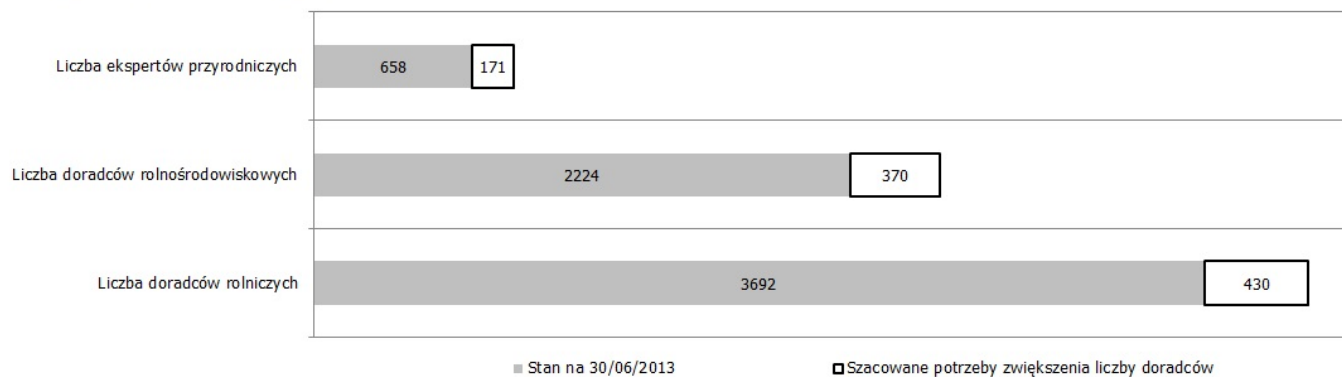 Liczba ekspertów przyrodniczych
658
171
Liczba doradców rolnośrodowiskowych
2224
370
Liczba doradców rolniczych
3692
430
Stan na 30/06/2013
Szacowane potrzeby zwiększenia liczby doradców